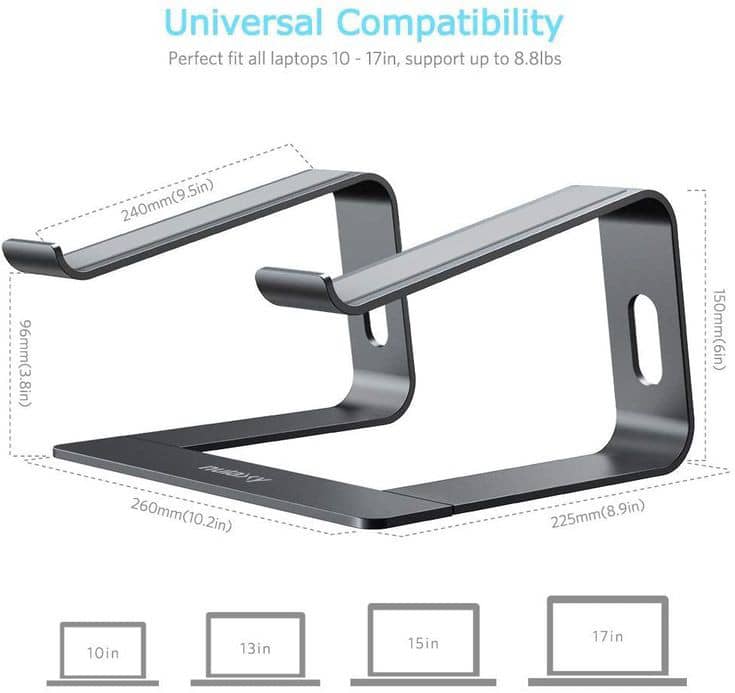 Universal Compatibility
Perfect fit all laptops 10 - 17in, support up to 8.8lbs
240mm(9.5in)
96mm(3.8in)
150mm(6in)
260mm(10.2in)
225mm(8.9in)
10in
13in
15in
17in